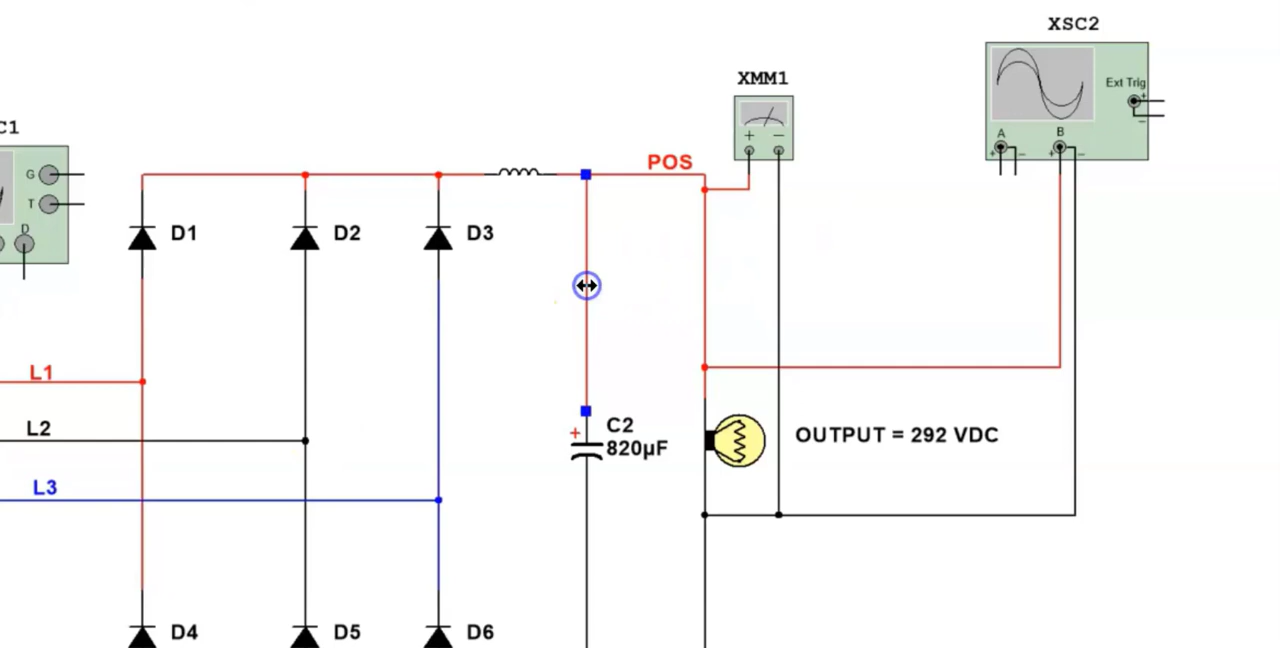 XSC2
XMM1
Ext Trig
+
−
A
B
+
−
+
−
C1
G
T
D
POS
+
−
D1
D2
D3
L1
L2
L3
C2
+
820µF
OUTPUT = 292 VDC
D4
D5
D6